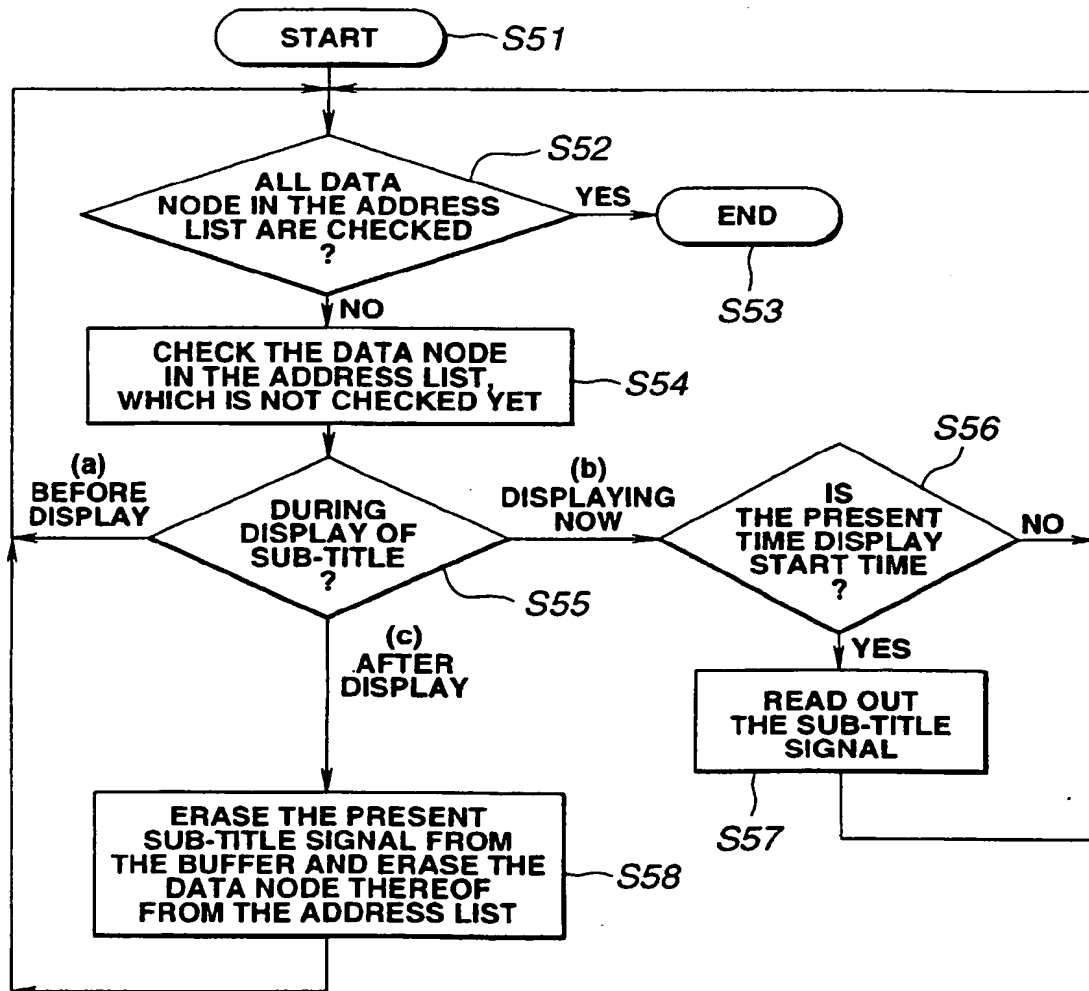 START
S51
S52
ALL DATA
NODE IN THE ADDRESS
LIST ARE CHECKED
?
YES
END
S53
NO
CHECK THE DATA NODE
IN THE ADDRESS LIST,
WHICH IS NOT CHECKED YET
S54
(a)
BEFORE
DISPLAY
DURING
DISPLAY OF
SUB-TITLE
?
S55
(b)
DISPLAYING
NOW
S56
IS
THE PRESENT
TIME DISPLAY
START TIME
?
NO
YES
READ OUT
THE SUB-TITLE
SIGNAL
S57
(c)
AFTER
DISPLAY
ERASE THE PRESENT
SUB-TITLE SIGNAL FROM
THE BUFFER AND ERASE THE
DATA NODE THEREOF
FROM THE ADDRESS LIST
S58